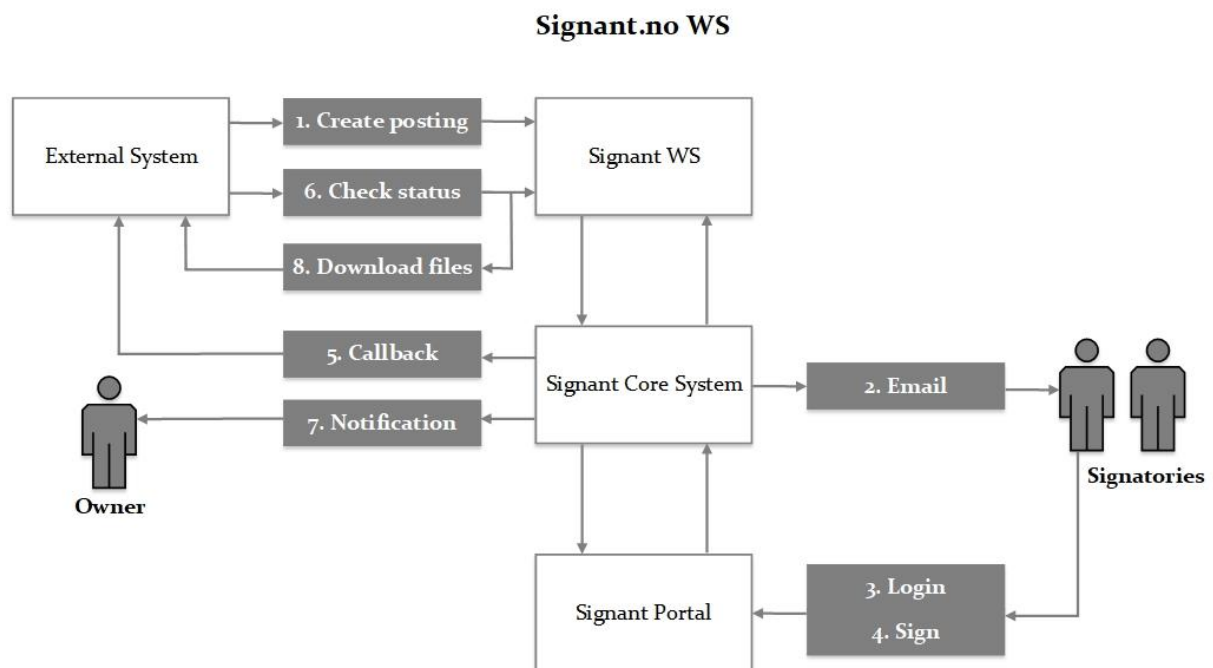 Signant.no WS
External System
1. Create posting
Signant WS
6. Check status
8. Download files
5. Callback
Signant Core System
2. Email
7. Notification
Owner
Signatories
Signant Portal
3. Login
4. Sign